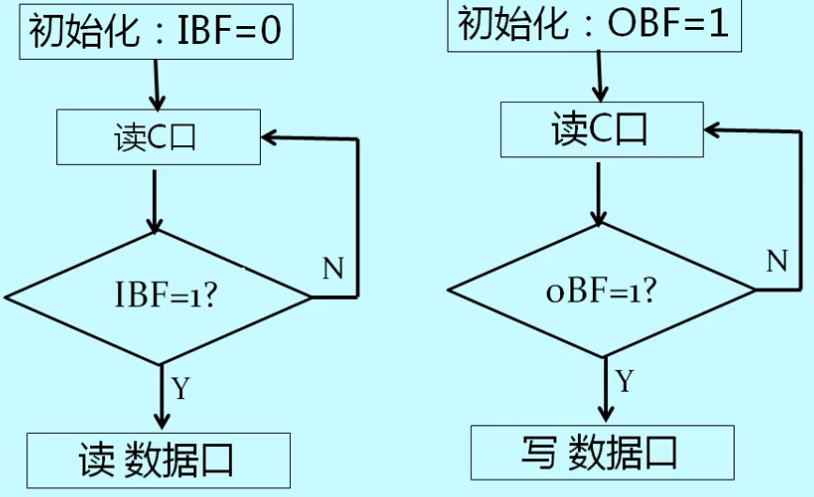 初始化：IBF=0
读C口
N
IBF=1?
Y
读 数据口
初始化：OBF=1
读C口
N
oBF=1?
Y
写 数据口